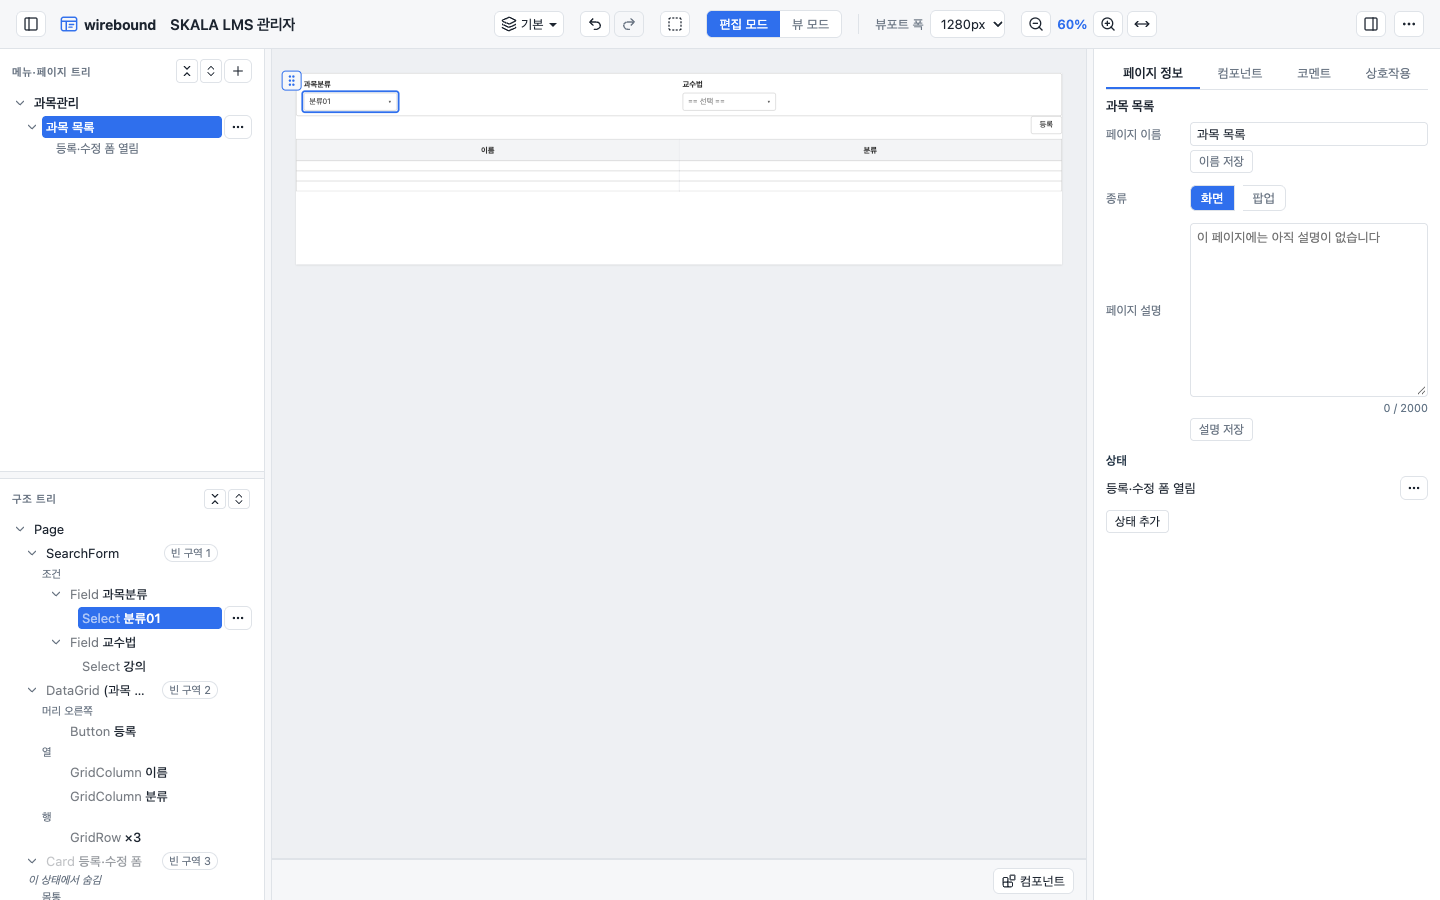 wirebound SKALA LMS 관리자
기본
편집 모드 뷰 모드
뷰포트 폭 1280px
60%
메뉴·페이지 트리
과목관리
과목 목록
등록·수정 폼 열림
구조 트리
Page
SearchForm 빈 구역 1
조건
Field 과목분류
Select 분류01
Field 교수법
Select 강의
DataGrid (과목 ... 빈 구역 2
머리 오른쪽
Button 등록
열
GridColumn 이름
GridColumn 분류
행
GridRow ×3
Card 등록·수정 폼 빈 구역 3
이 상태에서 숨김
몸통
과목분류 교수법
분류01 == 선택 ==
등록
이름 분류
컴포넌트
페이지 정보 컴포넌트 코멘트 상호작용
과목 목록
페이지 이름 과목 목록
이름 저장
종류 화면 팝업
이 페이지에는 아직 설명이 없습니다
페이지 설명
0 / 2000
설명 저장
상태
등록·수정 폼 열림
상태 추가